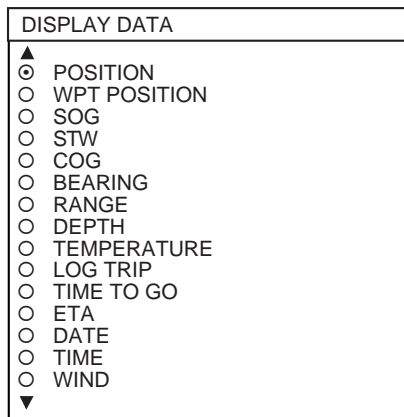 DISPLAY DATA
▲
POSITION
WPT POSITION
SOG
STW
COG
BEARING
RANGE
DEPTH
TEMPERATURE
LOG TRIP
TIME TO GO
ETA
DATE
TIME
WIND
▼